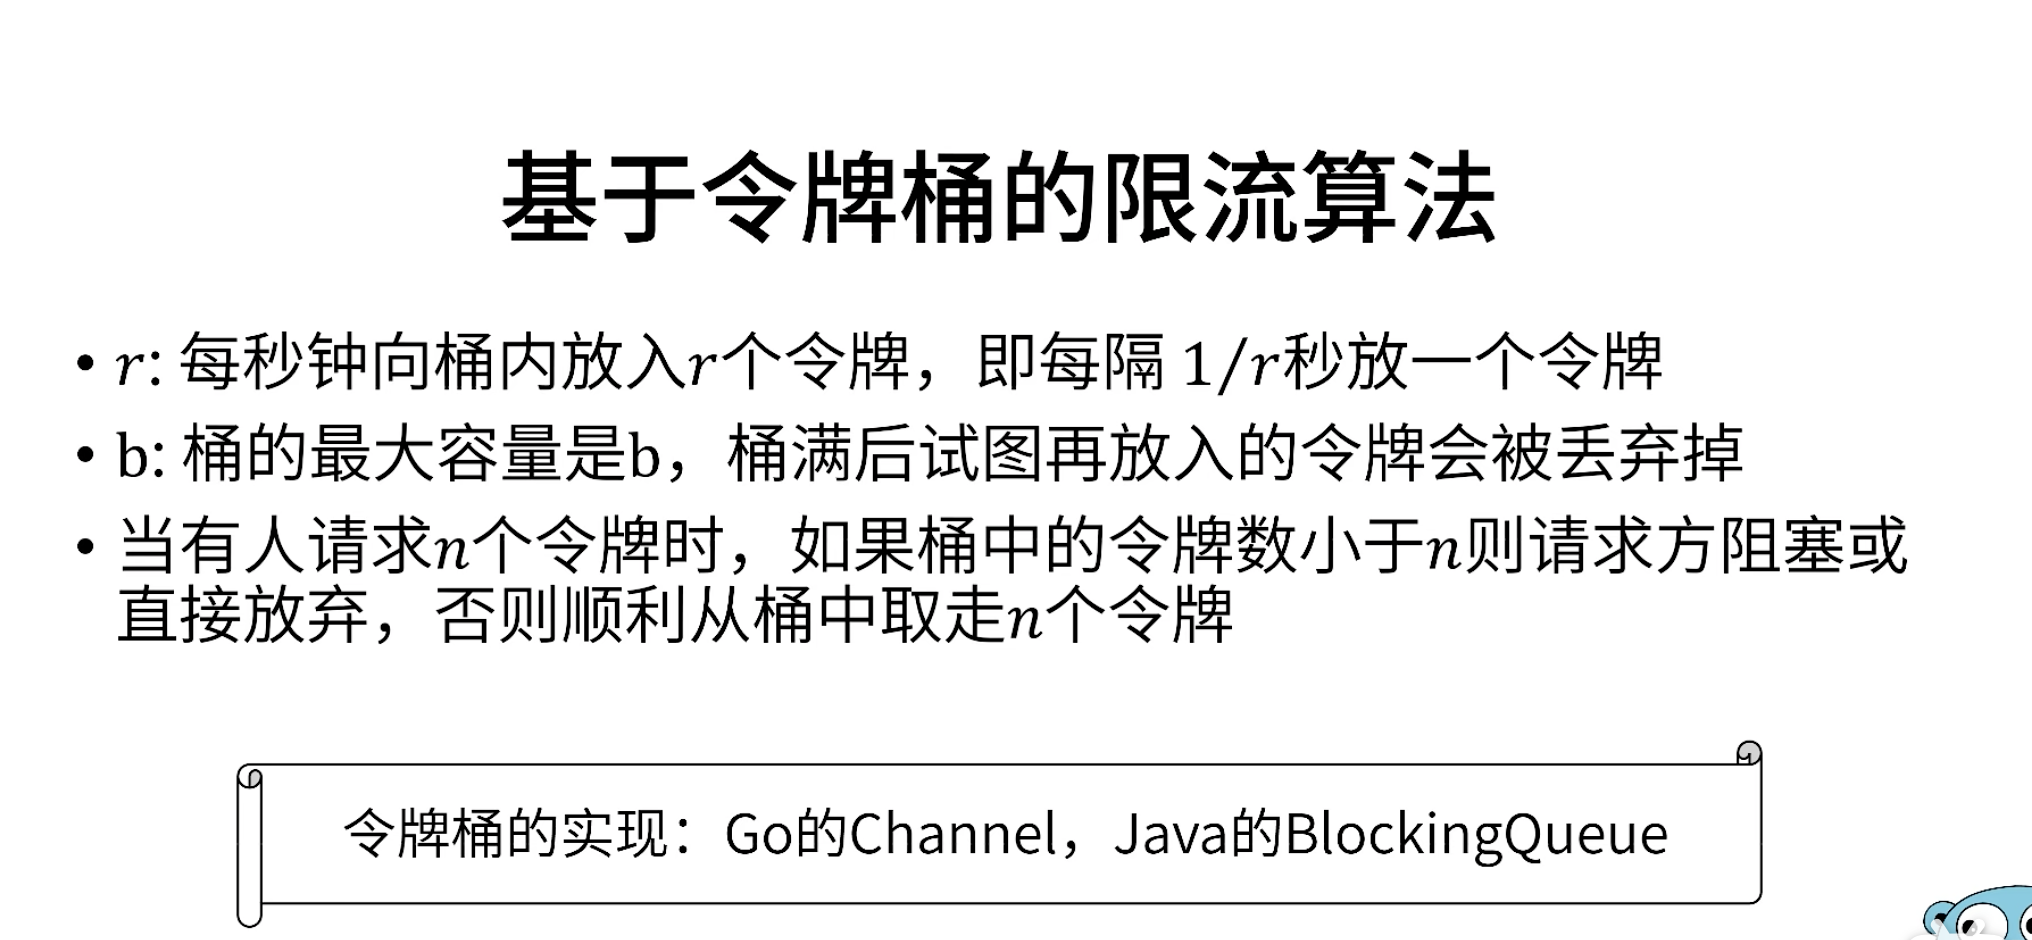 基于令牌桶的限流算法
• r: 每秒钟向桶内放入r个令牌，即每隔 1/r秒放一个令牌
• b: 桶的最大容量是b，桶满后试图再放入的令牌会被丢弃掉
• 当有人请求n个令牌时，如果桶中的令牌数小于n则请求方阻塞或
直接放弃，否则顺利从桶中取走n个令牌
令牌桶的实现：Go的Channel，Java的BlockingQueue